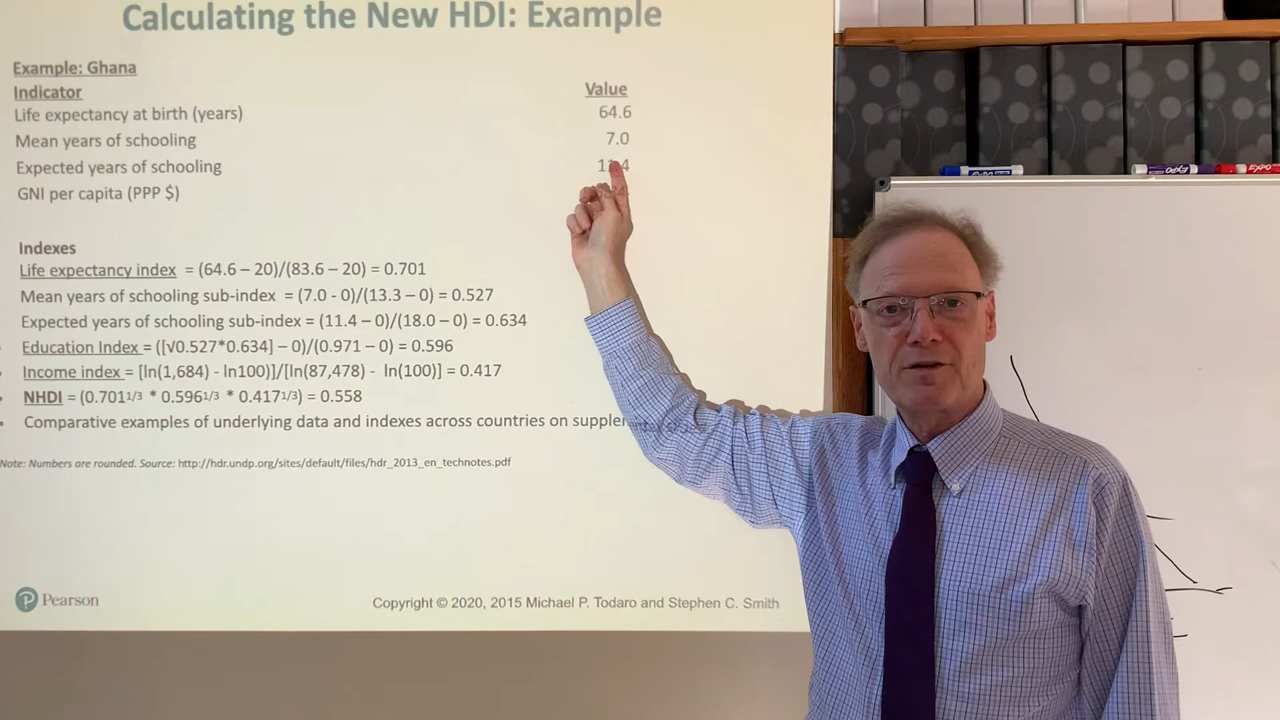 Calculating the New HDI: Example
Example: Ghana
Indicator Value
Life expectancy at birth (years) 64.6
Mean years of schooling 7.0
Expected years of schooling 11.4
GNI per capita (PPP $)
Indexes
Life expectancy index = (64.6 – 20)/(83.6 – 20) = 0.701
Mean years of schooling sub-index = (7.0 - 0)/(13.3 – 0) = 0.527
Expected years of schooling sub-index = (11.4 – 0)/(18.0 – 0) = 0.634
Education Index = ([√0.527*0.634] – 0)/(0.971 – 0) = 0.596
Income index = [ln(1,684) - ln100)]/[ln(87,478) - ln(100)] = 0.417
NHDI = (0.701^1/3 * 0.596^1/3 * 0.417^1/3) = 0.558
Comparative examples of underlying data and indexes across countries on
Note: Numbers are rounded. Source: http://hdr.undp.org/sites/default/files/hdr_2013_en_technotes.pdf
Pearson
Copyright © 2020, 2015 Michael P. Todaro and Stephen C. Smith
EXPO
EXPO
EXPO